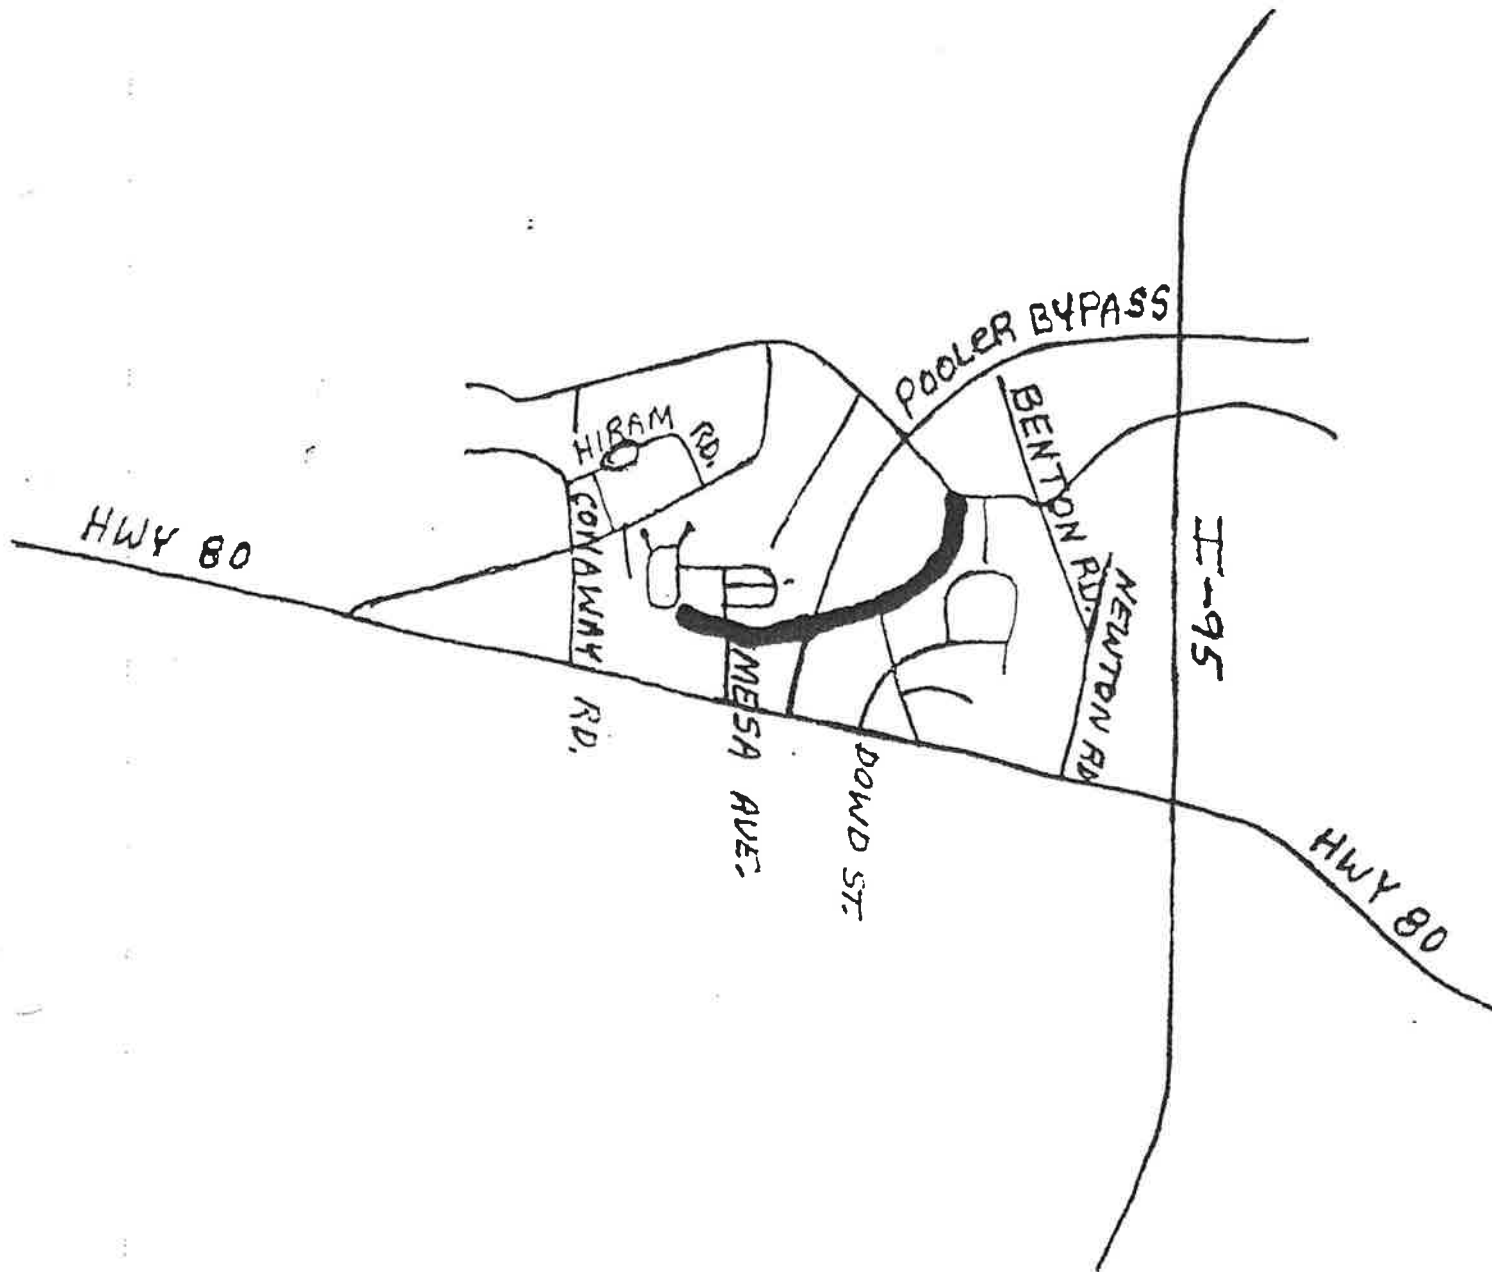 POOLER BYPASS
BENTON RD.
HIRAM RD.
HWY 80
CONAWAY RD.
I-95
NEWTON RD
MESA AVE.
DOWD ST.
HWY 80